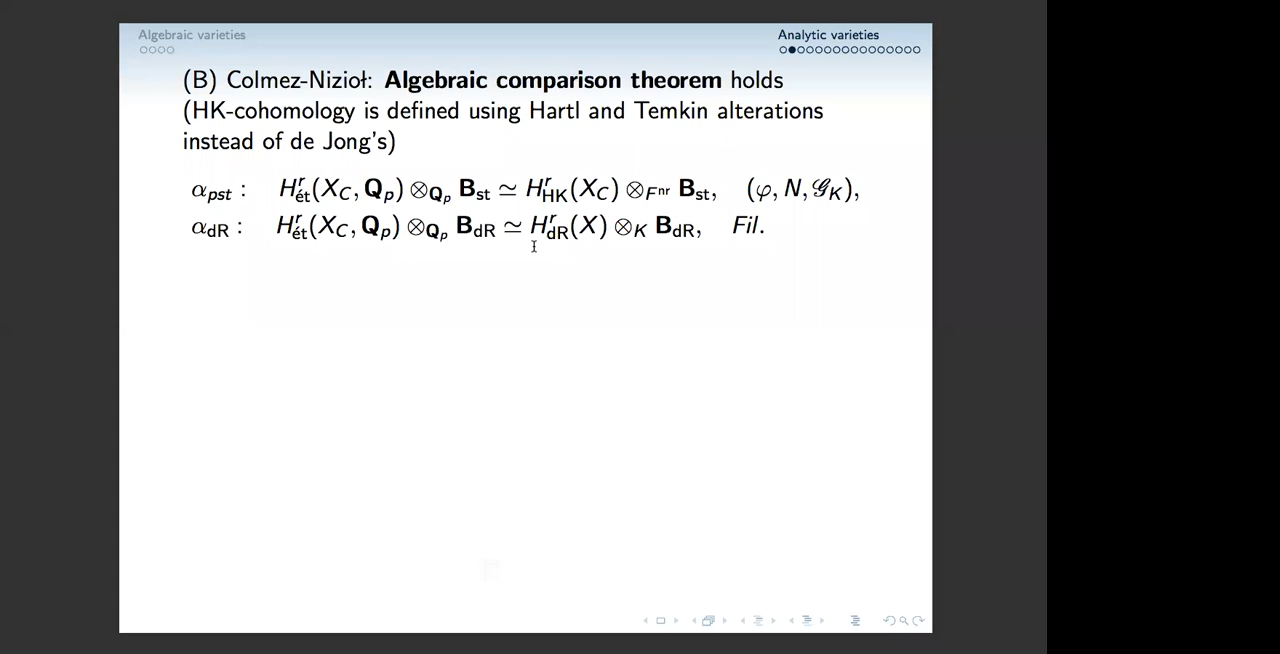 Algebraic varieties
Analytic varieties
(B) Colmez-Nizioł: Algebraic comparison theorem holds
(HK-cohomology is defined using Hartl and Temkin alterations
instead of de Jong's)
α_pst : H^r_ét(X_C, Q_p) ⊗_{Q_p} B_st ≃ H^r_HK(X_C) ⊗_{F^nr} B_st, (φ, N, 𝒢_K),
α_dR : H^r_ét(X_C, Q_p) ⊗_{Q_p} B_dR ≃ H^r_dR(X) ⊗_K B_dR, Fil.